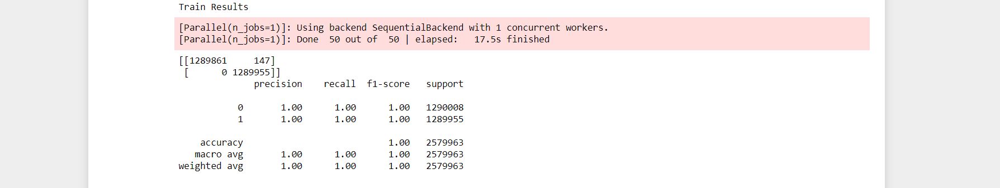 Train Results
[Parallel(n_jobs=1)]: Using backend SequentialBackend with 1 concurrent workers.
[Parallel(n_jobs=1)]: Done  50 out of  50 | elapsed:   17.5s finished
[[1289861     147]
 [      0 1289955]]
              precision    recall  f1-score   support

           0       1.00      1.00      1.00   1290008
           1       1.00      1.00      1.00   1289955

    accuracy                           1.00   2579963
   macro avg       1.00      1.00      1.00   2579963
weighted avg       1.00      1.00      1.00   2579963